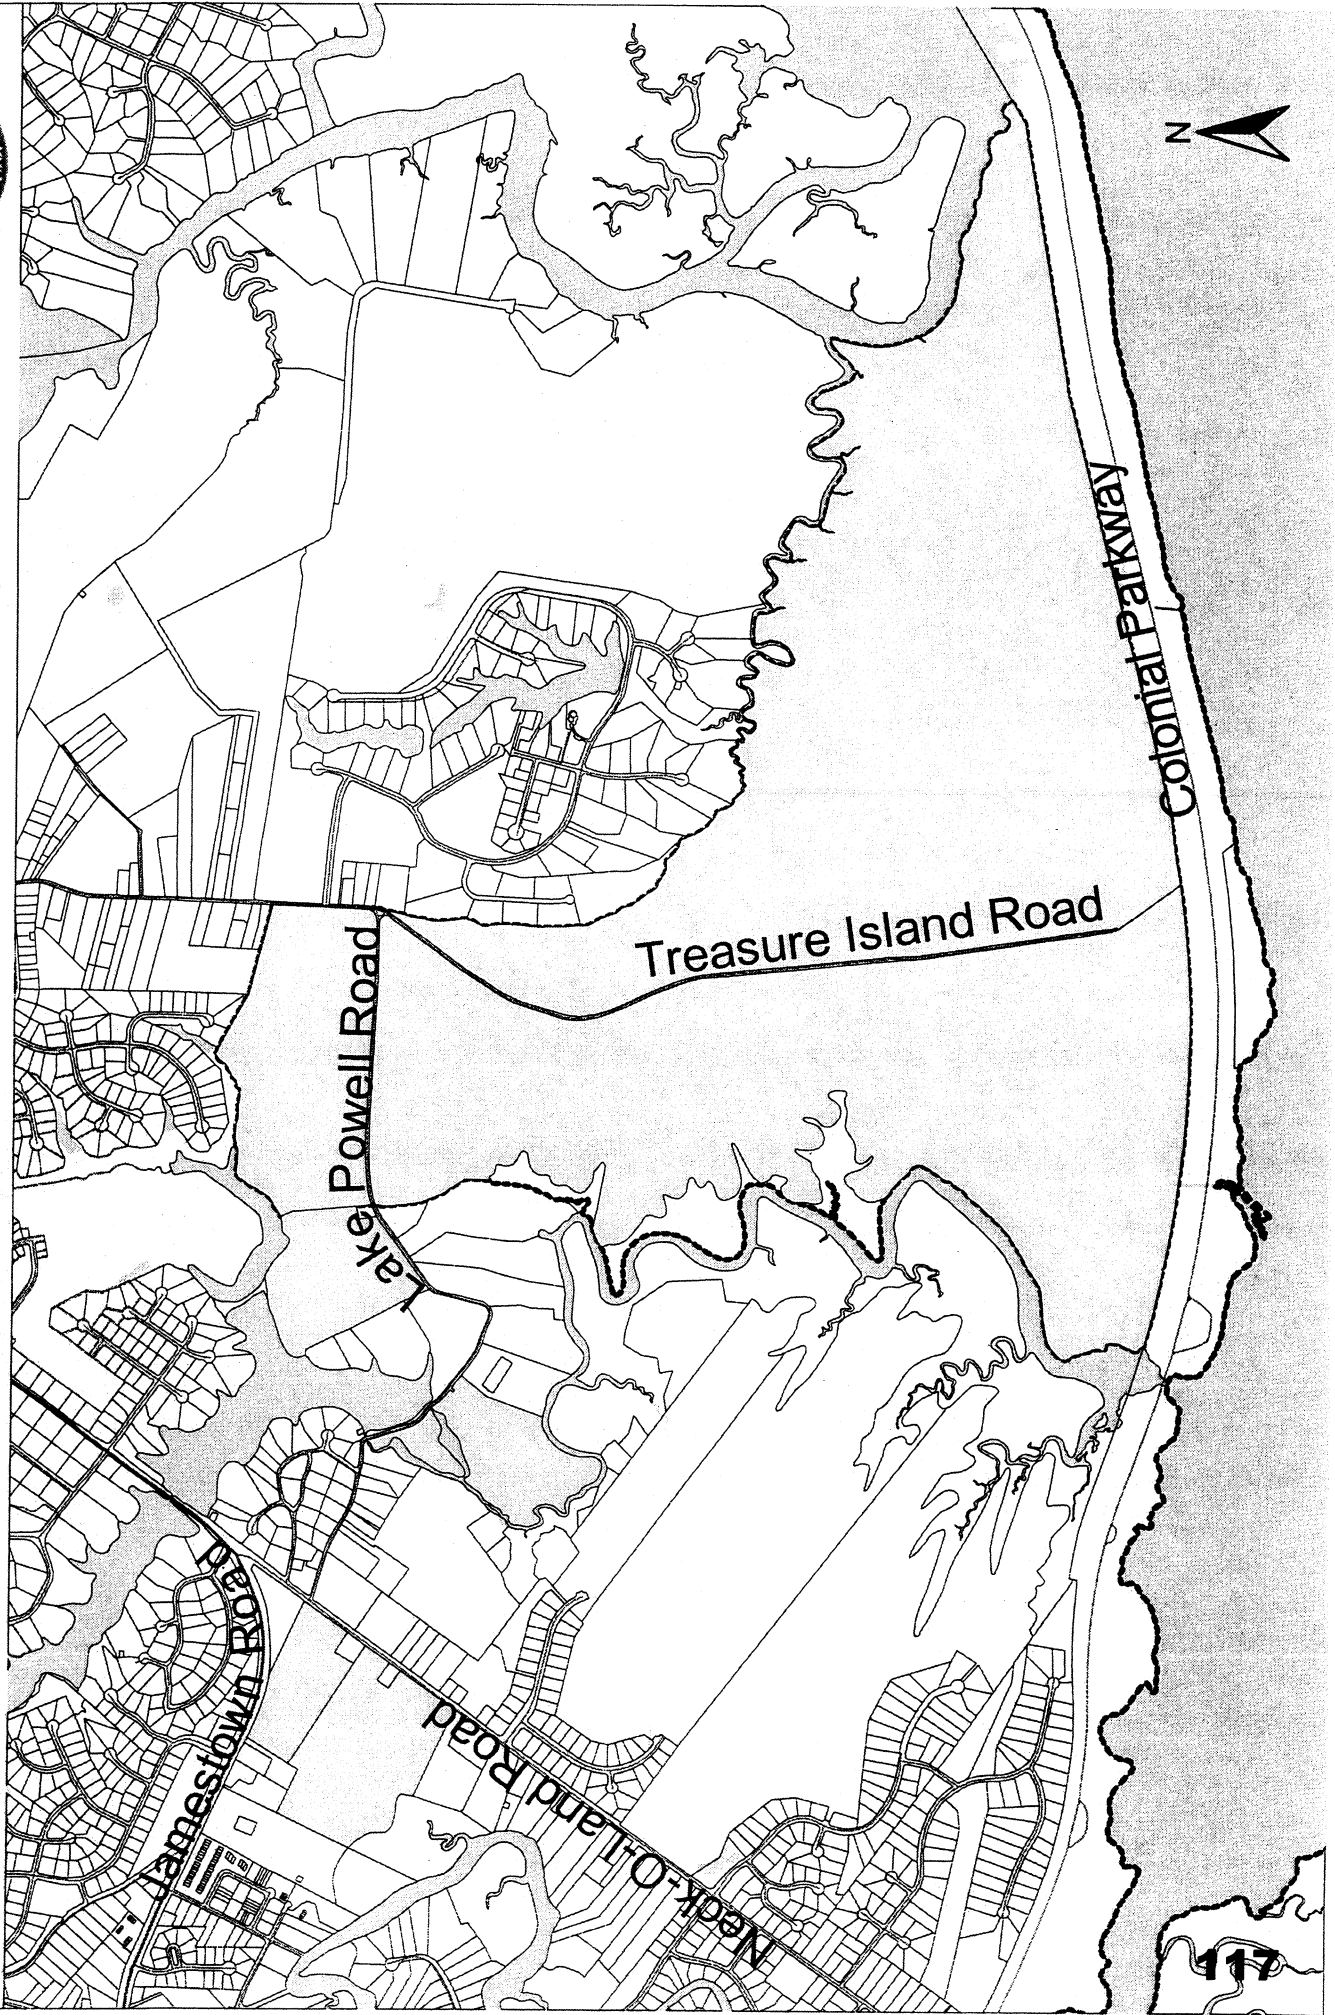 N
Colonial Parkway
Treasure Island Road
Lake Powell Road
Jamestown Road
Neck-O-Land Road
117